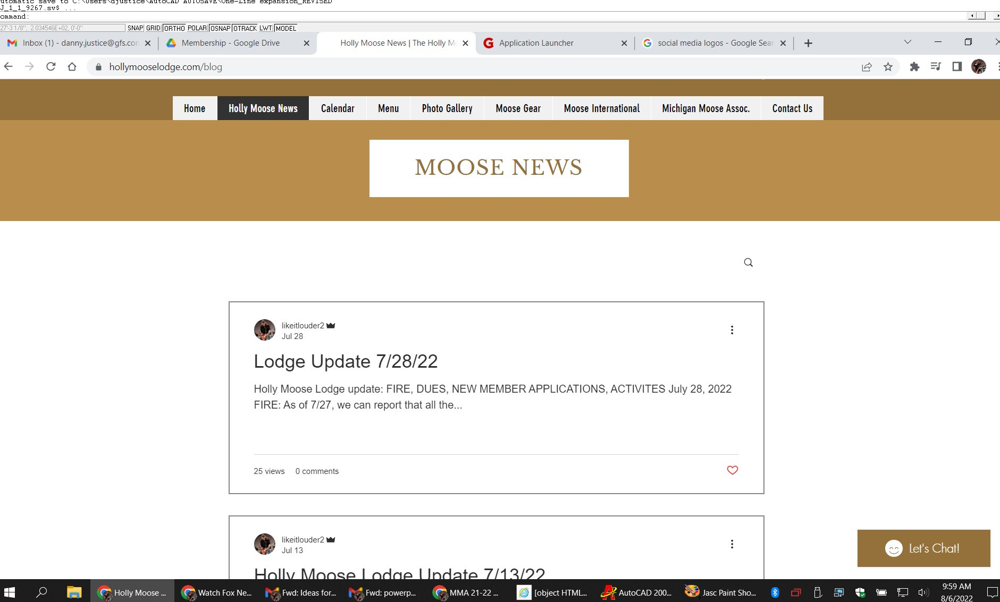 utomatic save to C:\Users\djustice\AutoCAD AUTOSAVE\One-Line expansion_REVISED
J_1_1_9267.sv$ ...
ommand:
27'-3 1/8", 2.034546E+02, 0'-0" SNAP GRID ORTHO POLAR OSNAP OTRACK LWT MODEL
Inbox (1) - danny.justice@gfs.con Membership - Google Drive Holly Moose News | The Holly Mo Application Launcher social media logos - Google Sear
hollymooselodge.com/blog
Home Holly Moose News Calendar Menu Photo Gallery Moose Gear Moose International Michigan Moose Assoc. Contact Us
MOOSE NEWS
likeitlouder2
Jul 28
Lodge Update 7/28/22
Holly Moose Lodge update: FIRE, DUES, NEW MEMBER APPLICATIONS, ACTIVITES July 28, 2022
FIRE: As of 7/27, we can report that all the...
25 views 0 comments
likeitlouder2
Jul 13
Holly Moose Lodge Update 7/13/22
Let's Chat!
Holly Moose ... Watch Fox Ne... Fwd: Ideas for... Fwd: powerp... MMA 21-22 ... [object HTML... AutoCAD 200... Jasc Paint Sho... 9:59 AM
8/6/2022